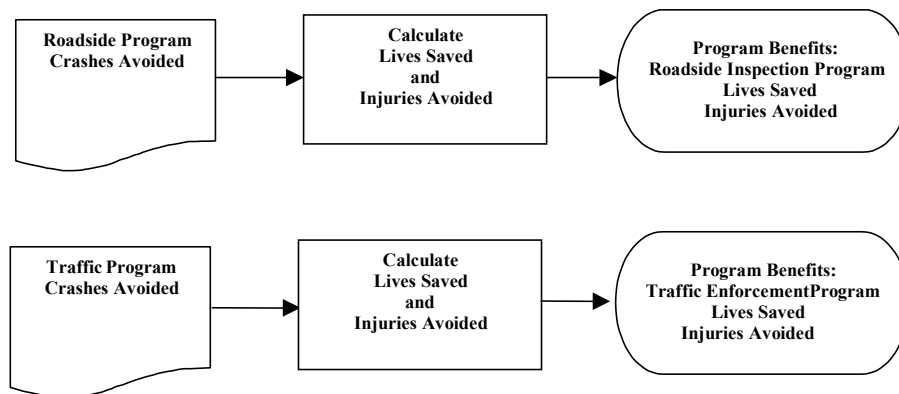 Roadside Program
Crashes Avoided
Calculate
Lives Saved
and
Injuries Avoided
Program Benefits:
Roadside Inspection Program
Lives Saved
Injuries Avoided
Traffic Program
Crashes Avoided
Calculate
Lives Saved
and
Injuries Avoided
Program Benefits:
Traffic EnforcementProgram
Lives Saved
Injuries Avoided